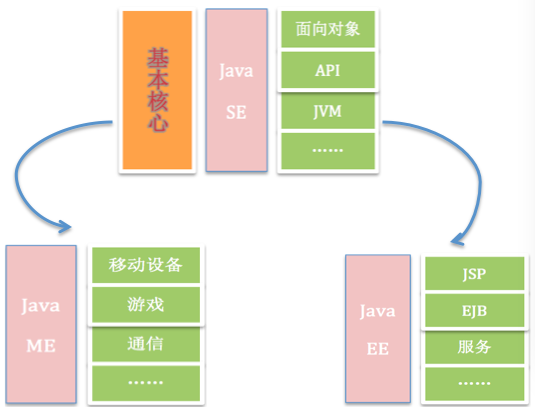 基本核心
Java
SE
面向对象
API
JVM
......
Java
ME
移动设备
游戏
通信
......
Java
EE
JSP
EJB
服务
......